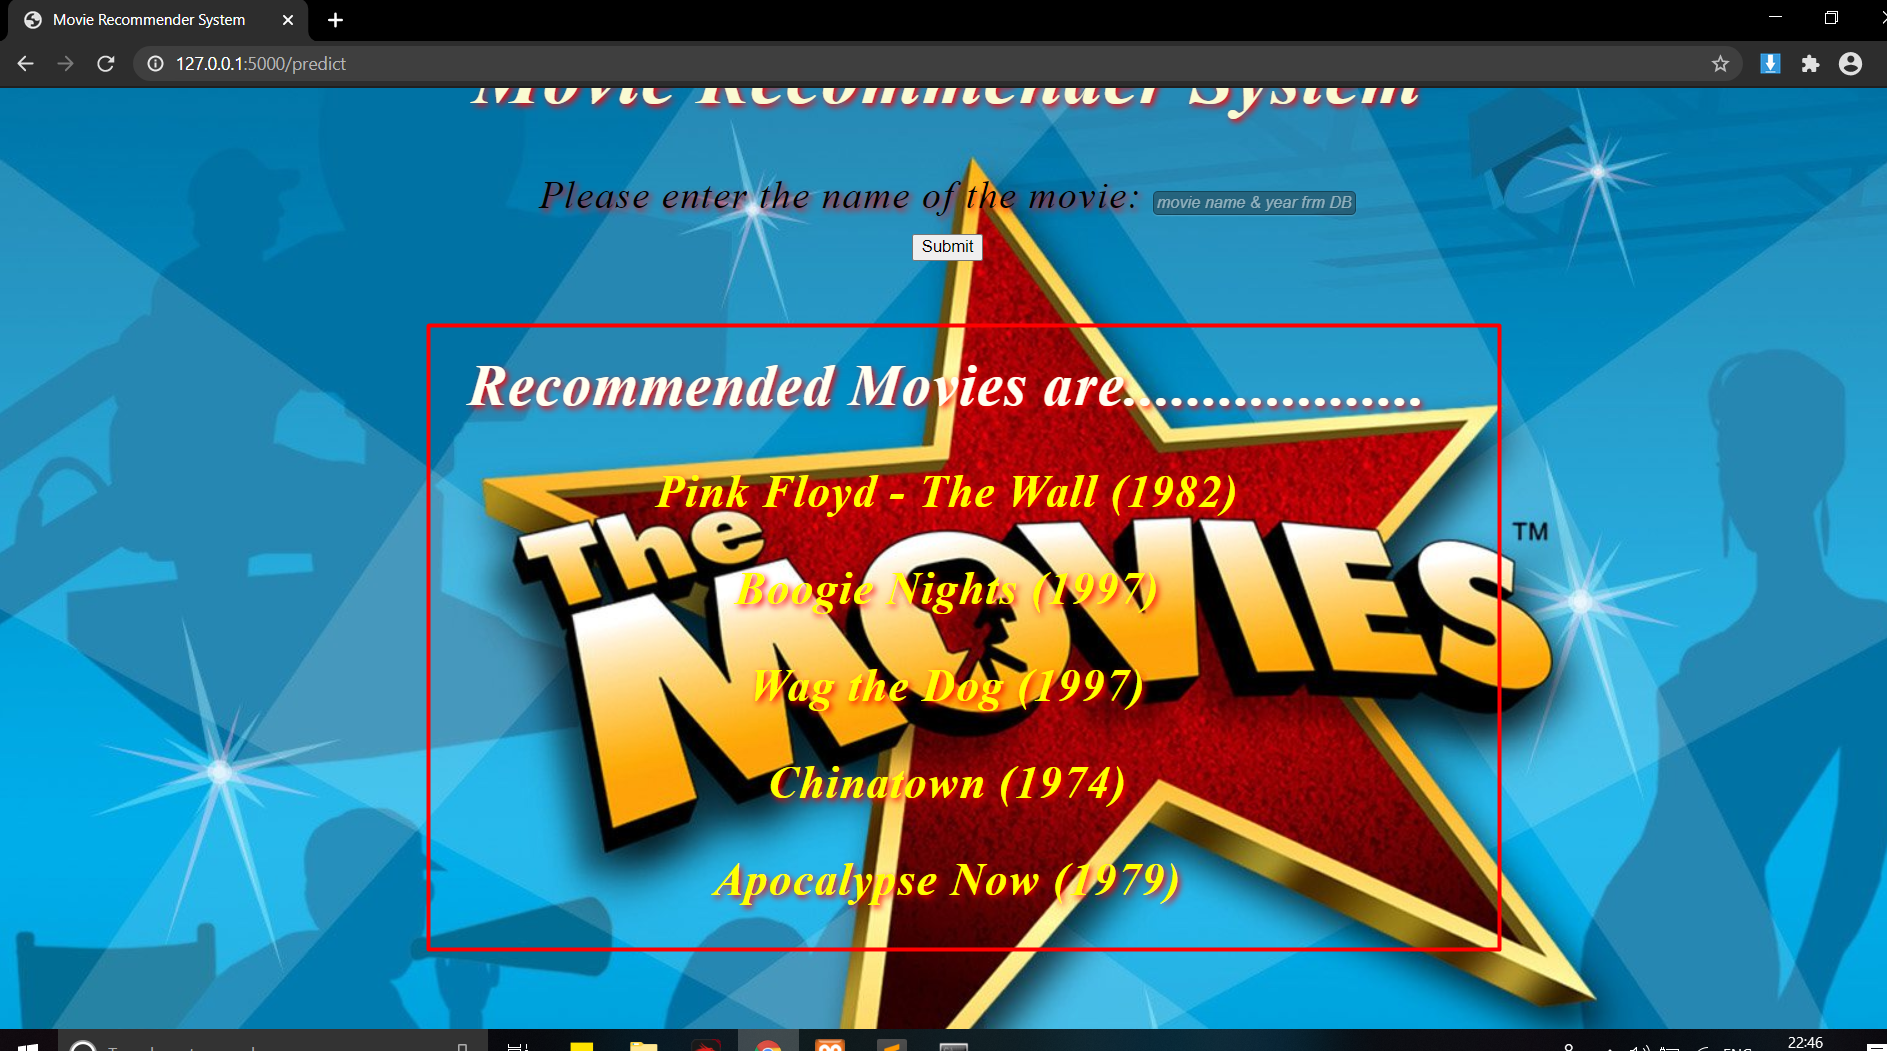 Movie Recommender System
127.0.0.1:5000/predict
Movie Recommender System
Please enter the name of the movie: movie name & year frm DB
Submit
Recommended Movies are...................
Pink Floyd - The Wall (1982)
The
MOVIES
TM
Boogie Nights (1997)
Wag the Dog (1997)
Chinatown (1974)
Apocalypse Now (1979)
22:46